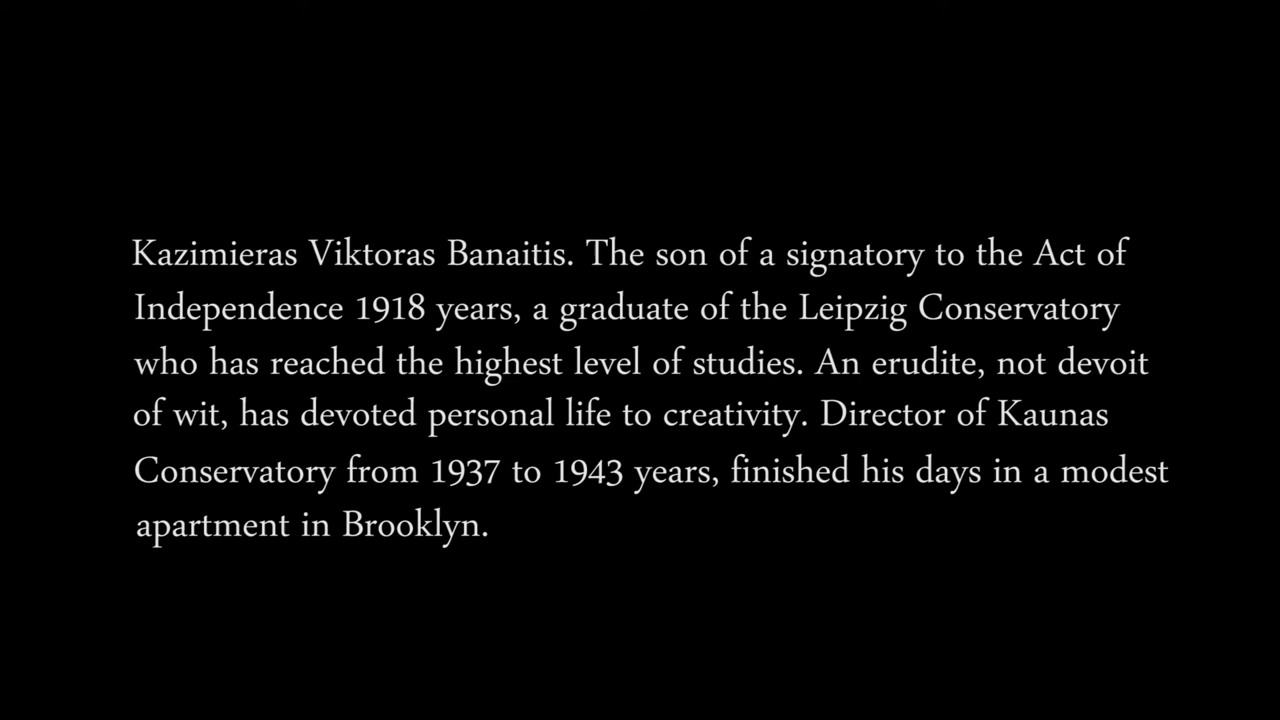 Kazimieras Viktoras Banaitis. The son of a signatory to the Act of
Independence 1918 years, a graduate of the Leipzig Conservatory
who has reached the highest level of studies. An erudite, not devoit
of wit, has devoted personal life to creativity. Director of Kaunas
Conservatory from 1937 to 1943 years, finished his days in a modest
apartment in Brooklyn.